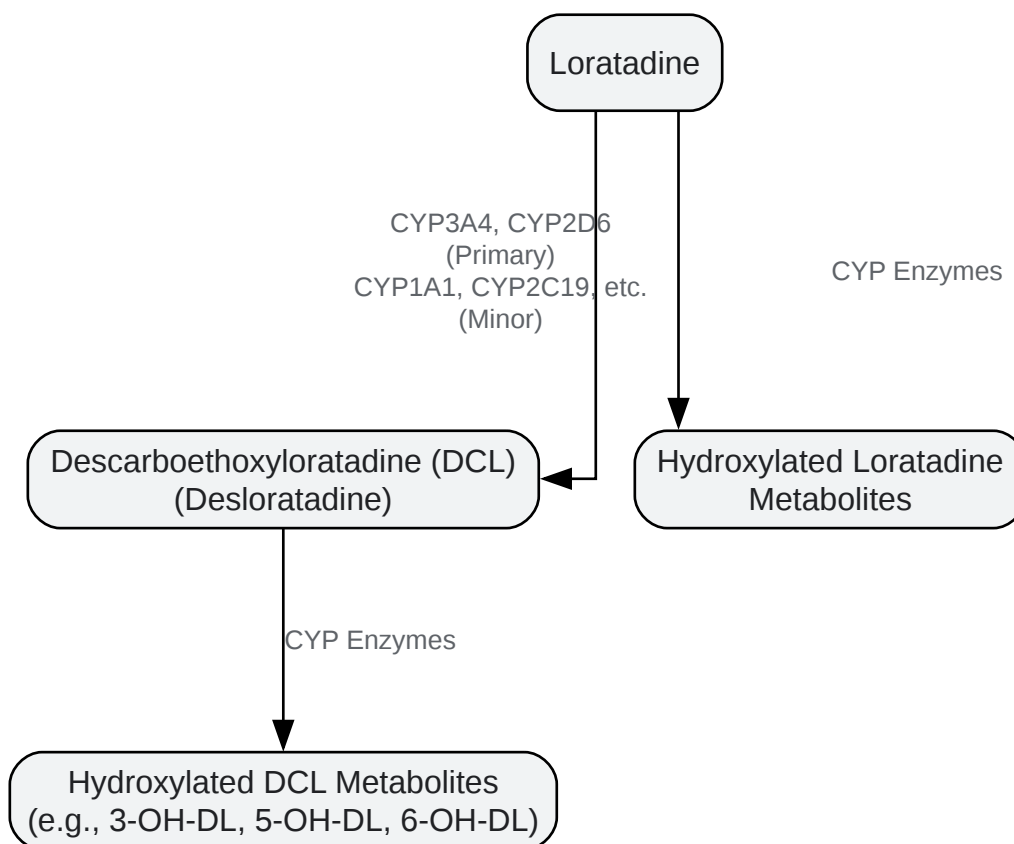 Loratadine
CYP3A4, CYP2D6
(Primary)
CYP1A1, CYP2C19, etc.
(Minor)
CYP Enzymes
Descarboethoxyloratadine (DCL)
(Desloratadine)
Hydroxylated Loratadine
Metabolites
CYP Enzymes
Hydroxylated DCL Metabolites
(e.g., 3-OH-DL, 5-OH-DL, 6-OH-DL)